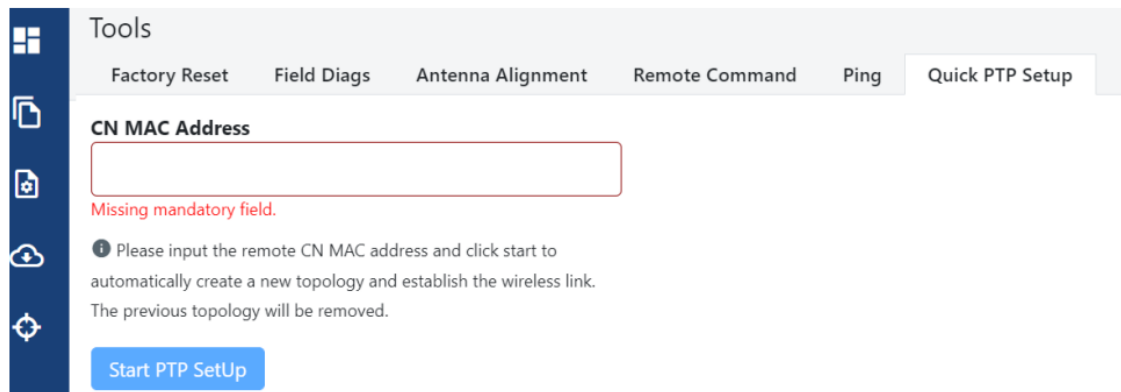 Tools
Factory Reset Field Diags Antenna Alignment Remote Command Ping Quick PTP Setup
CN MAC Address
Missing mandatory field.
Please input the remote CN MAC address and click start to
automatically create a new topology and establish the wireless link.
The previous topology will be removed.
Start PTP SetUp